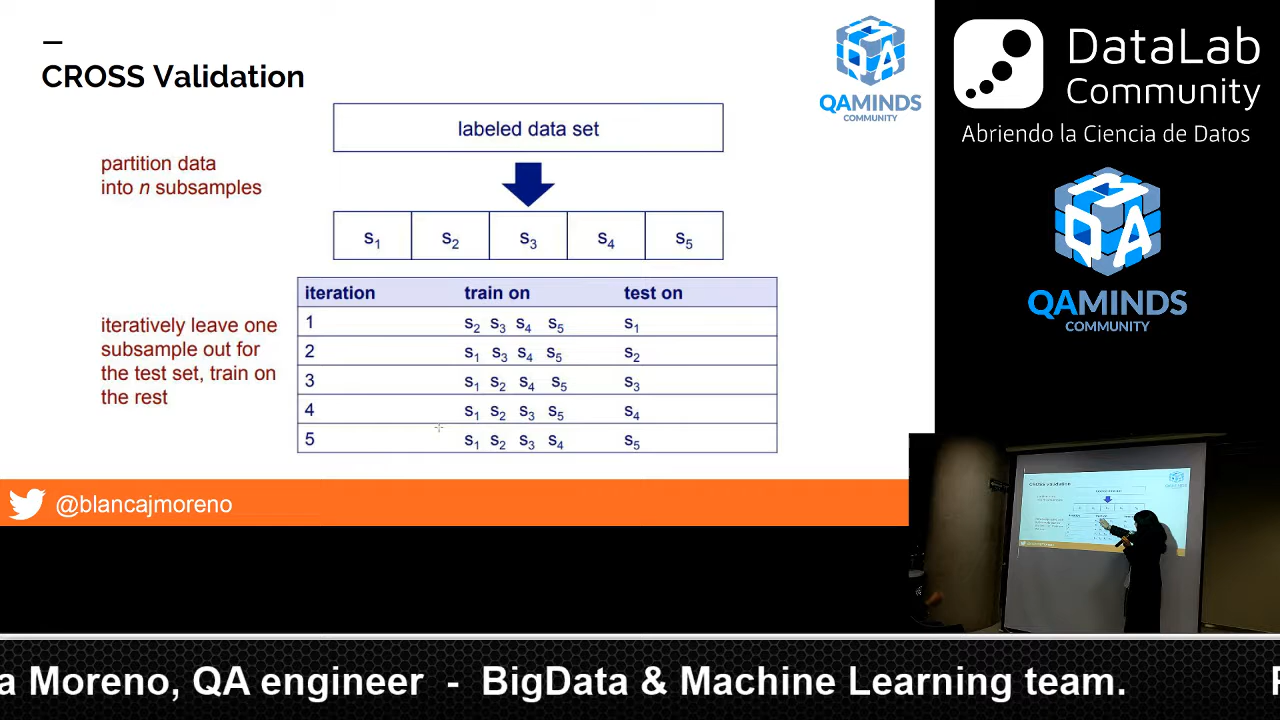 CROSS Validation
labeled data set
partition data
into n subsamples
s1 s2 s3 s4 s5
iteration train on test on
1 s2 s3 s4 s5 s1
2 s1 s3 s4 s5 s2
3 s1 s2 s4 s5 s3
4 s1 s2 s3 s5 s4
5 s1 s2 s3 s4 s5
iteratively leave one
subsample out for
the test set, train on
the rest
@blancajmoreno
QA
QAMINDS
COMMUNITY
DataLab
Community
Abriendo la Ciencia de Datos
QA
QAMINDS
COMMUNITY
CROSS Validation
a Moreno, QA engineer - BigData & Machine Learning team.